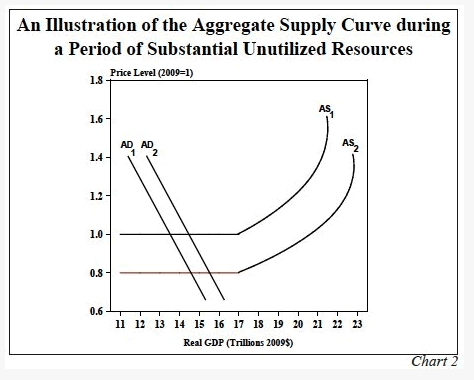 An Illustration of the Aggregate Supply Curve during
a Period of Substantial Unutilized Resources
Price Level (2009=1)
1.8
1.6
1.4
1.2
1.0
0.8
0.6
AD1 AD2
AS1
AS2
11 12 13 14 15 16 17 18 19 20 21 22 23
Real GDP (Trillions 2009$)
Chart 2